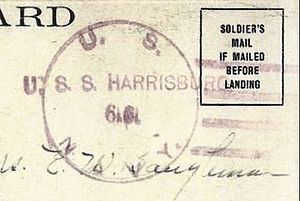 ARD
U. S.
U. S. S. HARRISBURG
N Y
SOLDIER'S
MAIL
IF MAILED
BEFORE
LANDING